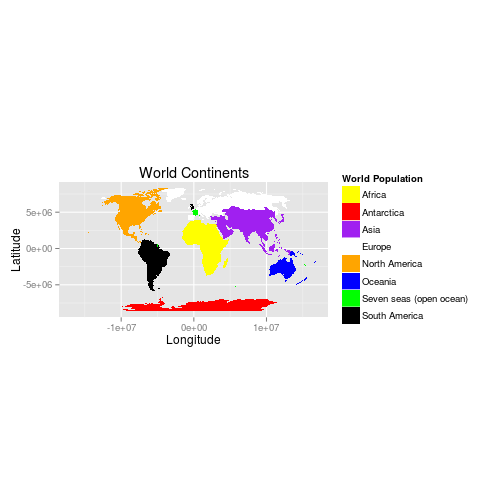 World Continents
World Population
Africa
Antarctica
Asia
Europe
North America
Oceania
Seven seas (open ocean)
South America
Latitude
5e+06
0e+00
-5e+06
-1e+07 0e+00 1e+07
Longitude